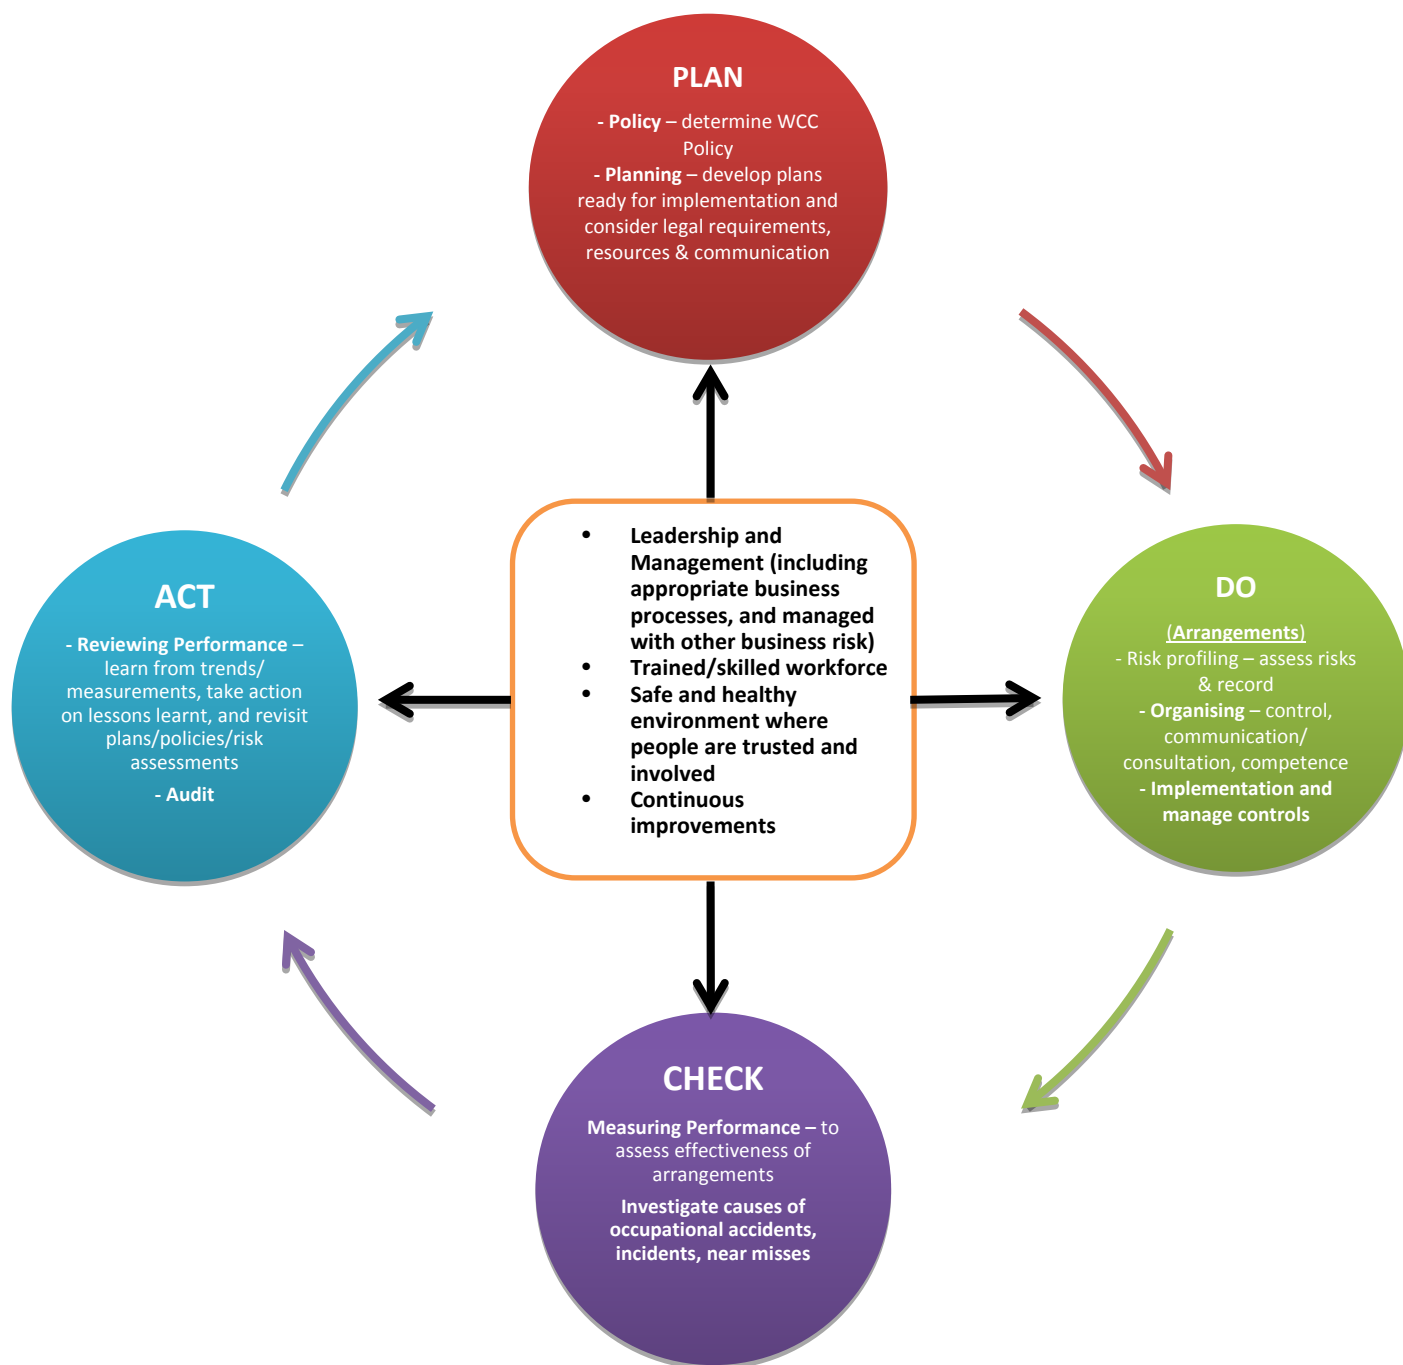 PLAN
- Policy – determine WCC
Policy
- Planning – develop plans
ready for implementation and
consider legal requirements,
resources & communication
ACT
- Reviewing Performance –
learn from trends/
measurements, take action
on lessons learnt, and revisit
plans/policies/risk
assessments
- Audit
• Leadership and
Management (including
appropriate business
processes, and managed
with other business risk)
• Trained/skilled workforce
• Safe and healthy
environment where
people are trusted and
involved
• Continuous
improvements
DO
(Arrangements)
- Risk profiling – assess risks
& record
- Organising – control,
communication/
consultation, competence
- Implementation and
manage controls
CHECK
Measuring Performance – to
assess effectiveness of
arrangements
Investigate causes of
occupational accidents,
incidents, near misses